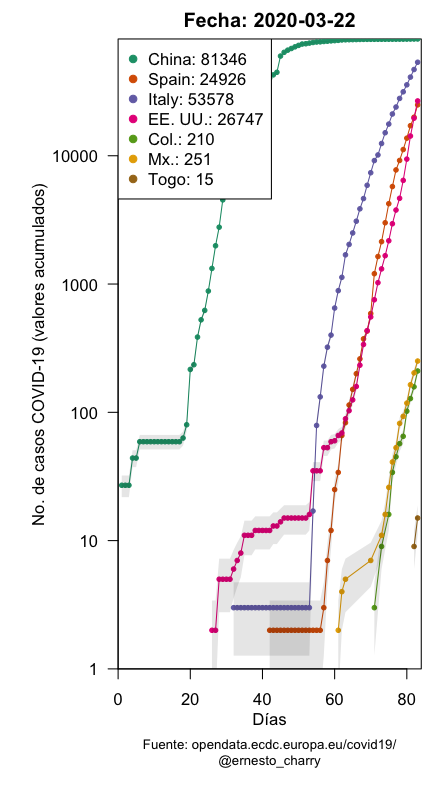 Fecha: 2020-03-22
China: 81346
Spain: 24926
Italy: 53578
EE. UU.: 26747
Col.: 210
Mx.: 251
Togo: 15
No. de casos COVID-19 (valores acumulados)
10000
1000
100
10
1
0
20
40
60
80
Días
Fuente: opendata.ecdc.europa.eu/covid19/
@ernesto_charry